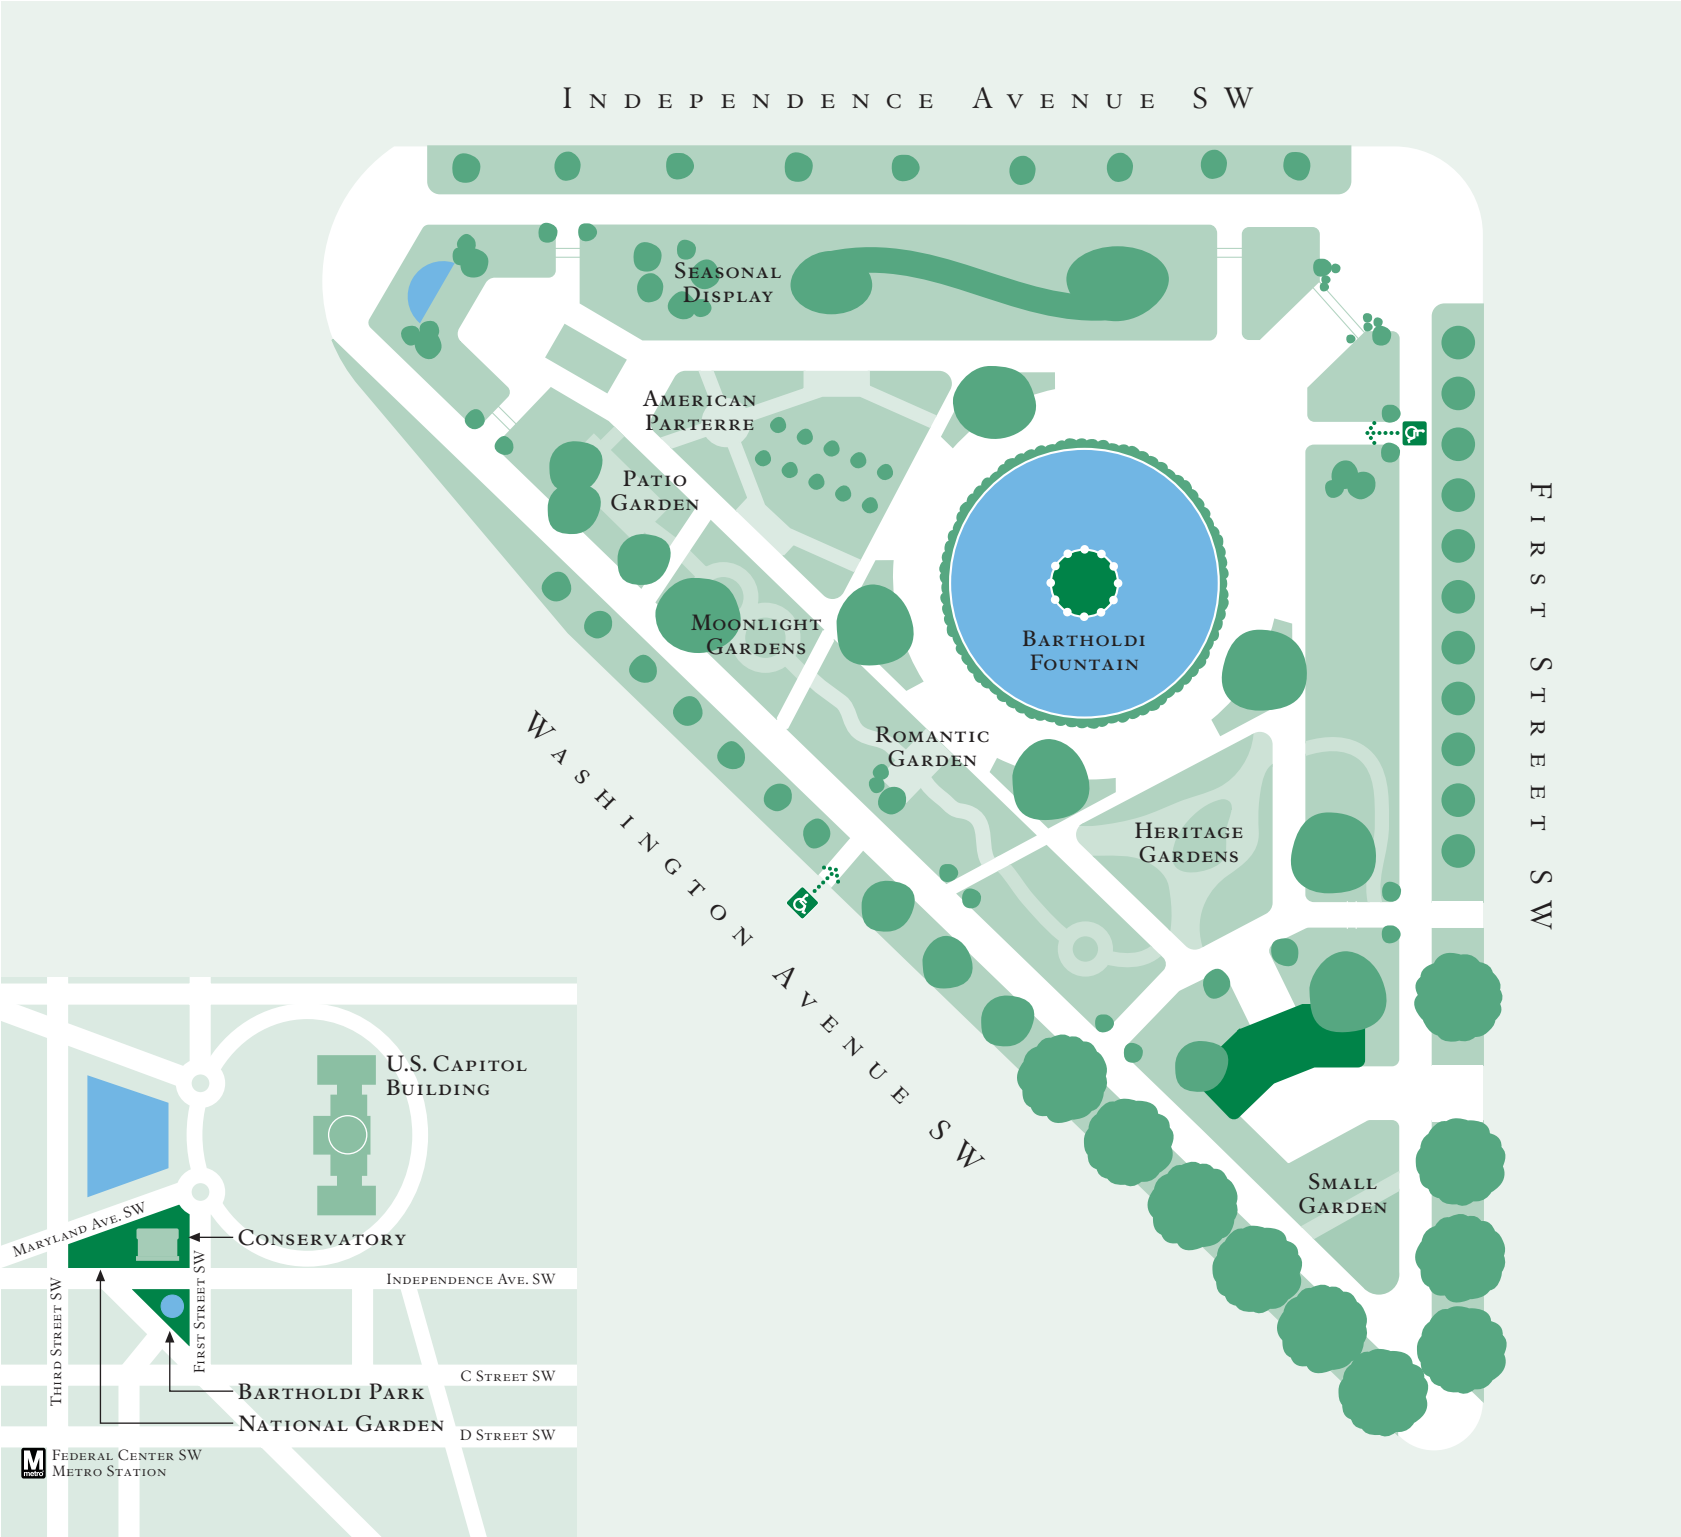 Independence Avenue SW
Seasonal
Display
American
Parterre
Patio
Garden
Moonlight
Gardens
Bartholdi
Fountain
Romantic
Garden
Heritage
Gardens
Small
Garden
First Street SW
Washington Avenue SW
U.S. Capitol
Building
Maryland Ave. SW
Conservatory
Independence Ave. SW
Third Street SW
First Street SW
C Street SW
Bartholdi Park
National Garden
D Street SW
M
metro
Federal Center SW
Metro Station